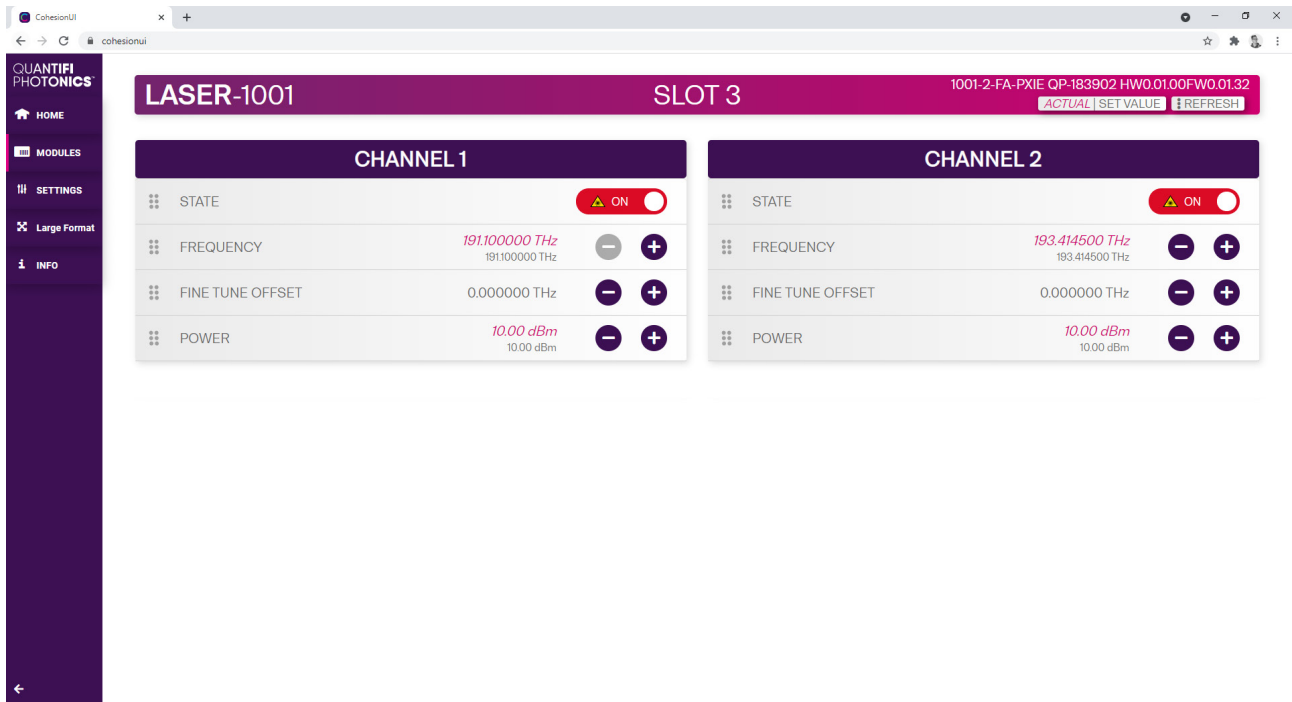 CohesionUI
cohesionui
QUANTIFI
PHOTONICS
HOME
MODULES
SETTINGS
Large Format
INFO
LASER-1001
SLOT 3
1001-2-FA-PXIE QP-183902 HW0.01.00FW0.01.32
ACTUAL | SET VALUE REFRESH
CHANNEL 1
STATE
ON
FREQUENCY
191.100000 THz
191.100000 THz
FINE TUNE OFFSET
0.000000 THz
POWER
10.00 dBm
10.00 dBm
CHANNEL 2
STATE
ON
FREQUENCY
193.414500 THz
193.414500 THz
FINE TUNE OFFSET
0.000000 THz
POWER
10.00 dBm
10.00 dBm